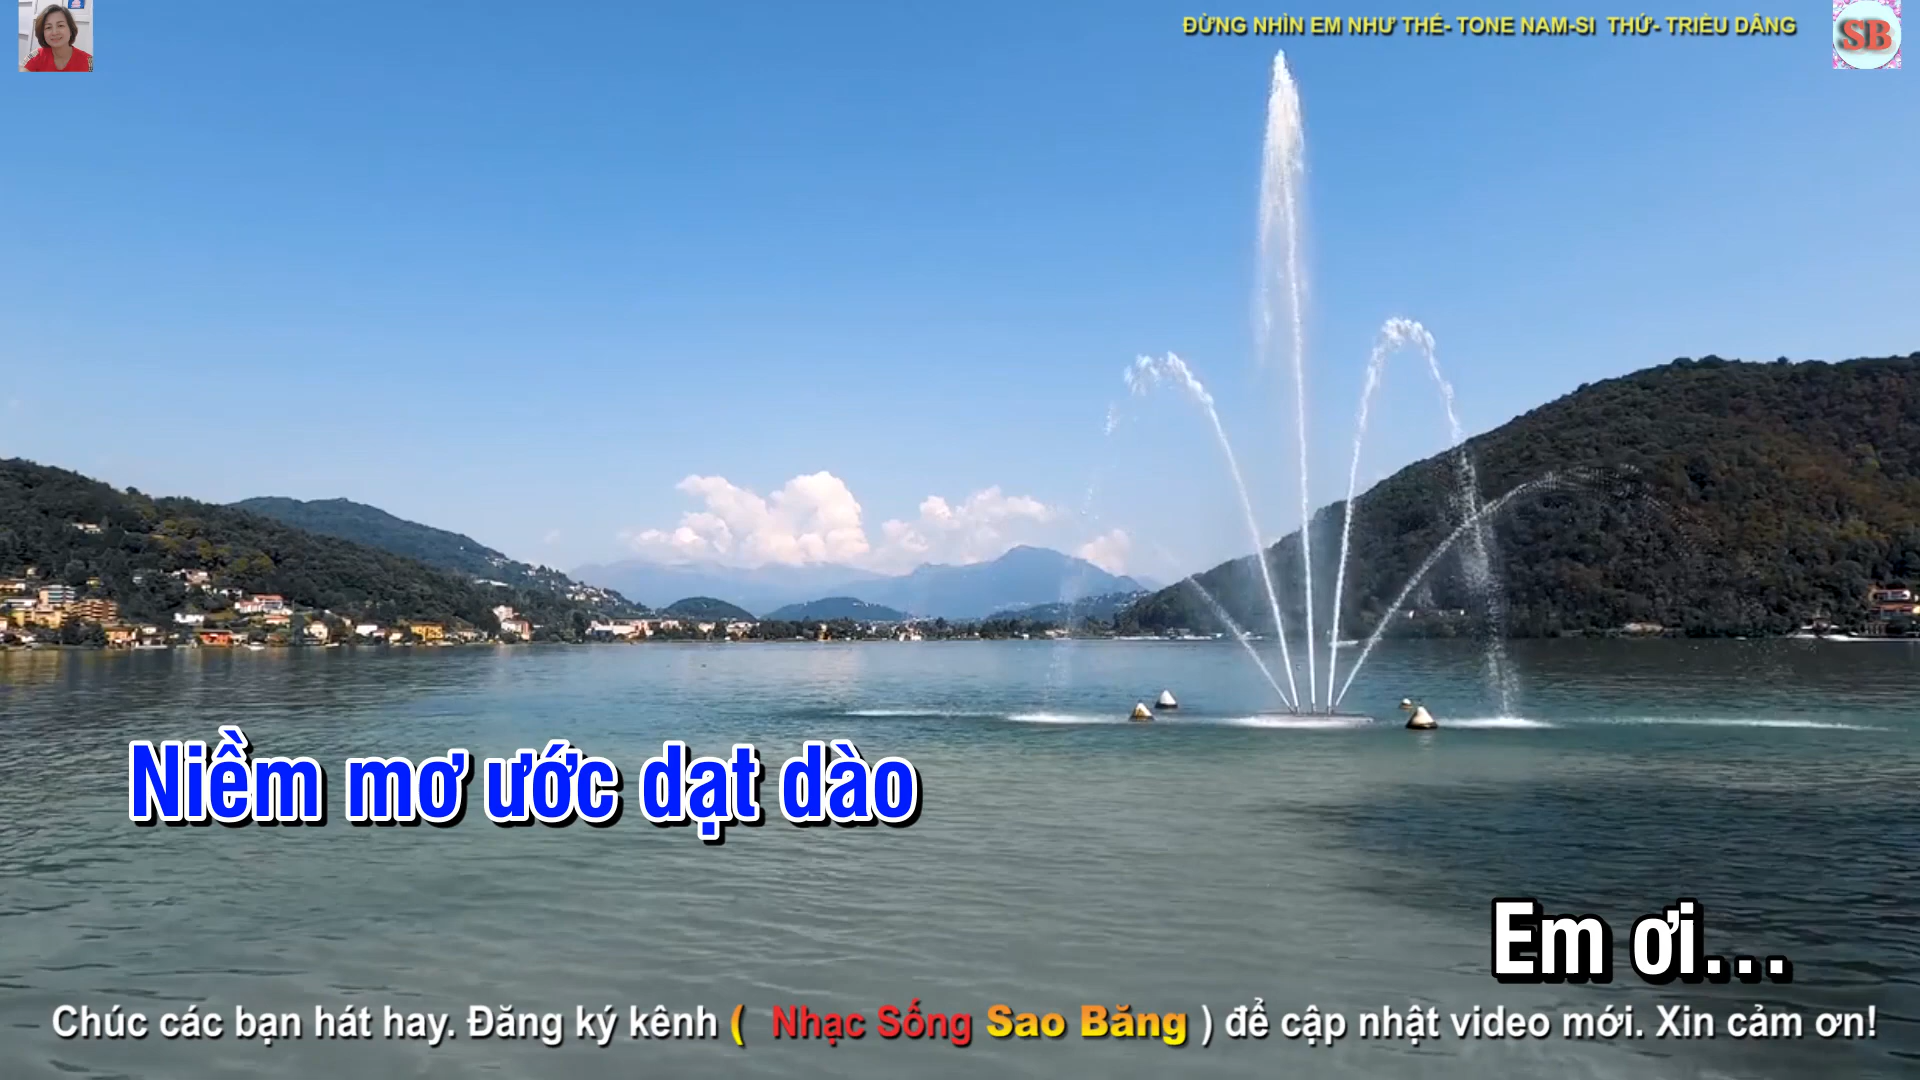 ĐỪNG NHÌN EM NHƯ THẾ- TONE NAM-SI THỨ- TRIỀU DÂNG
SB
Niềm mơ ước dạt dào
Em ơi...
Chúc các bạn hát hay. Đăng ký kênh ( Nhạc Sống Sao Băng ) để cập nhật video mới. Xin cảm ơn!